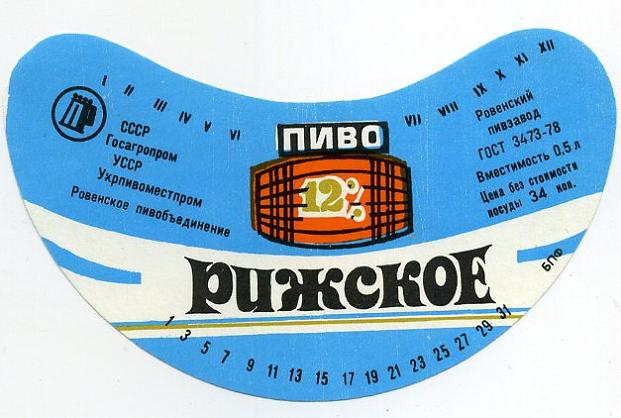 I II III IV V VI VII VIII IX X XI XII
ПР
СССР
Госагропром
УССР
Укрпивоместпром
Ровенское пивобъединение
ПИВО
12%
Ровенский
пивзавод
ГОСТ 3473-78
Вместимость 0.5 л
Цена без стоимости
посуды 34 коп.
РИЖСКОЕ
БПФ
1 3 5 7 9 11 13 15 17 19 21 23 25 27 29 31